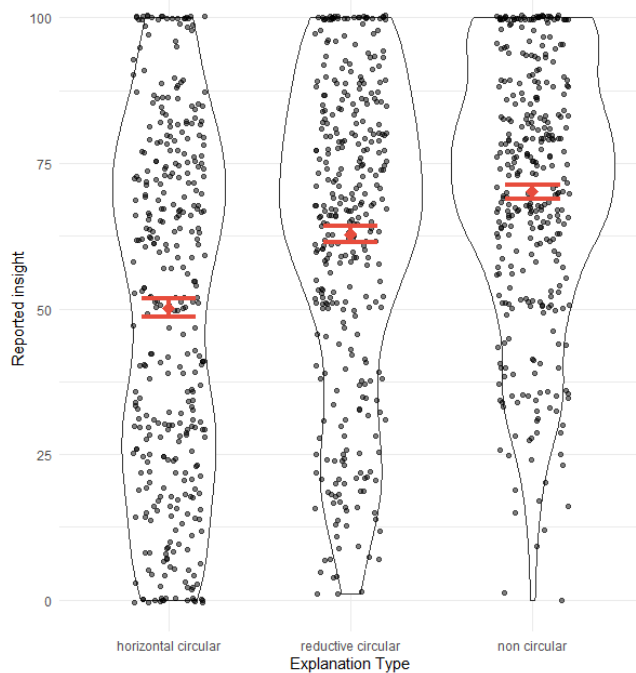 100
75
50
25
0
Reported insight
horizontal circular
reductive circular
non circular
Explanation Type